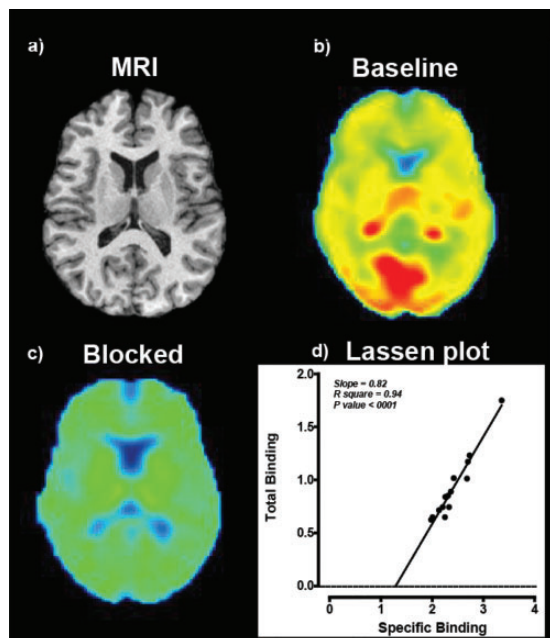 a)
MRI
b)
Baseline
c)
Blocked
d)
Lassen plot
Slope = 0.82
R square = 0.94
P value < 0001
Total Binding
2.0
1.5
1.0
0.5
0.0
0 1 2 3 4
Specific Binding